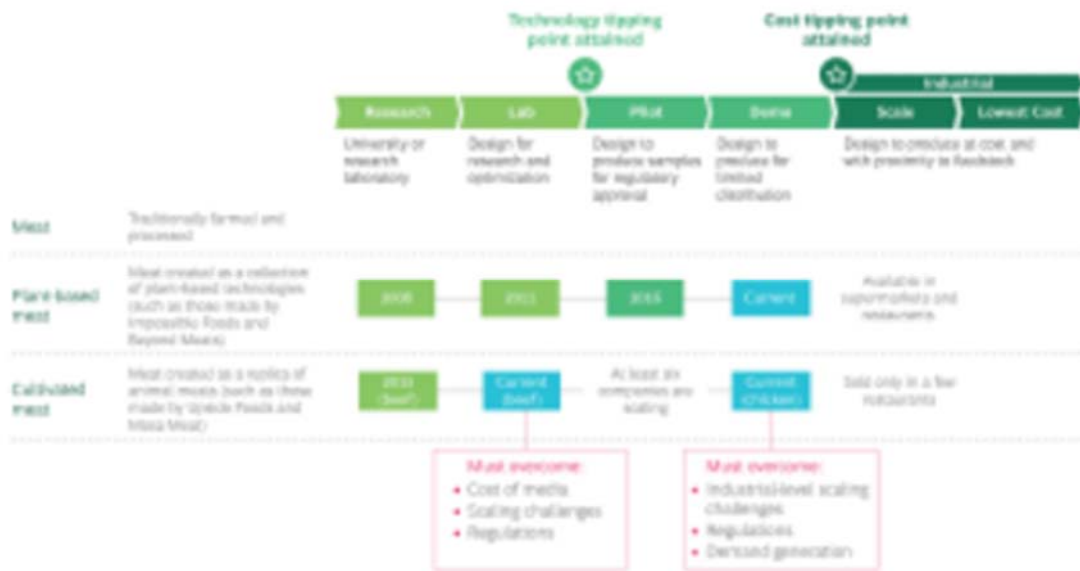 Technology tipping
point attained
Cost tipping point
attained
Industrial
Research
Lab
Pilot
Demo
Scale
Lowest Cost
University or
research
laboratory
Design for
research and
optimization
Design to
produce samples
for regulatory
approval
Design to
produce for
limited
distribution
Design to produce at cost and
with proximity to feedstock
Meat
Traditionally farmed and
processed
Plant-based
meat
Meat created as a collection
of plant-based technologies
(such as those made by
Impossible Foods and
Beyond Meats)
2011
Current
Available in
supermarkets and
restaurants
Cultivated
meat
Meat created as a replica of
animal meats (such as those
made by Upside Foods and
Mosa Meat)
(beef)
Current
(beef)
At least six
companies are
scaling
Current
(chicken)
Sold only in a few
restaurants
Must overcome:
• Cost of media
• Scaling challenges
• Regulations
Must overcome:
• Industrial-level scaling
challenges
• Regulations
• Demand generation